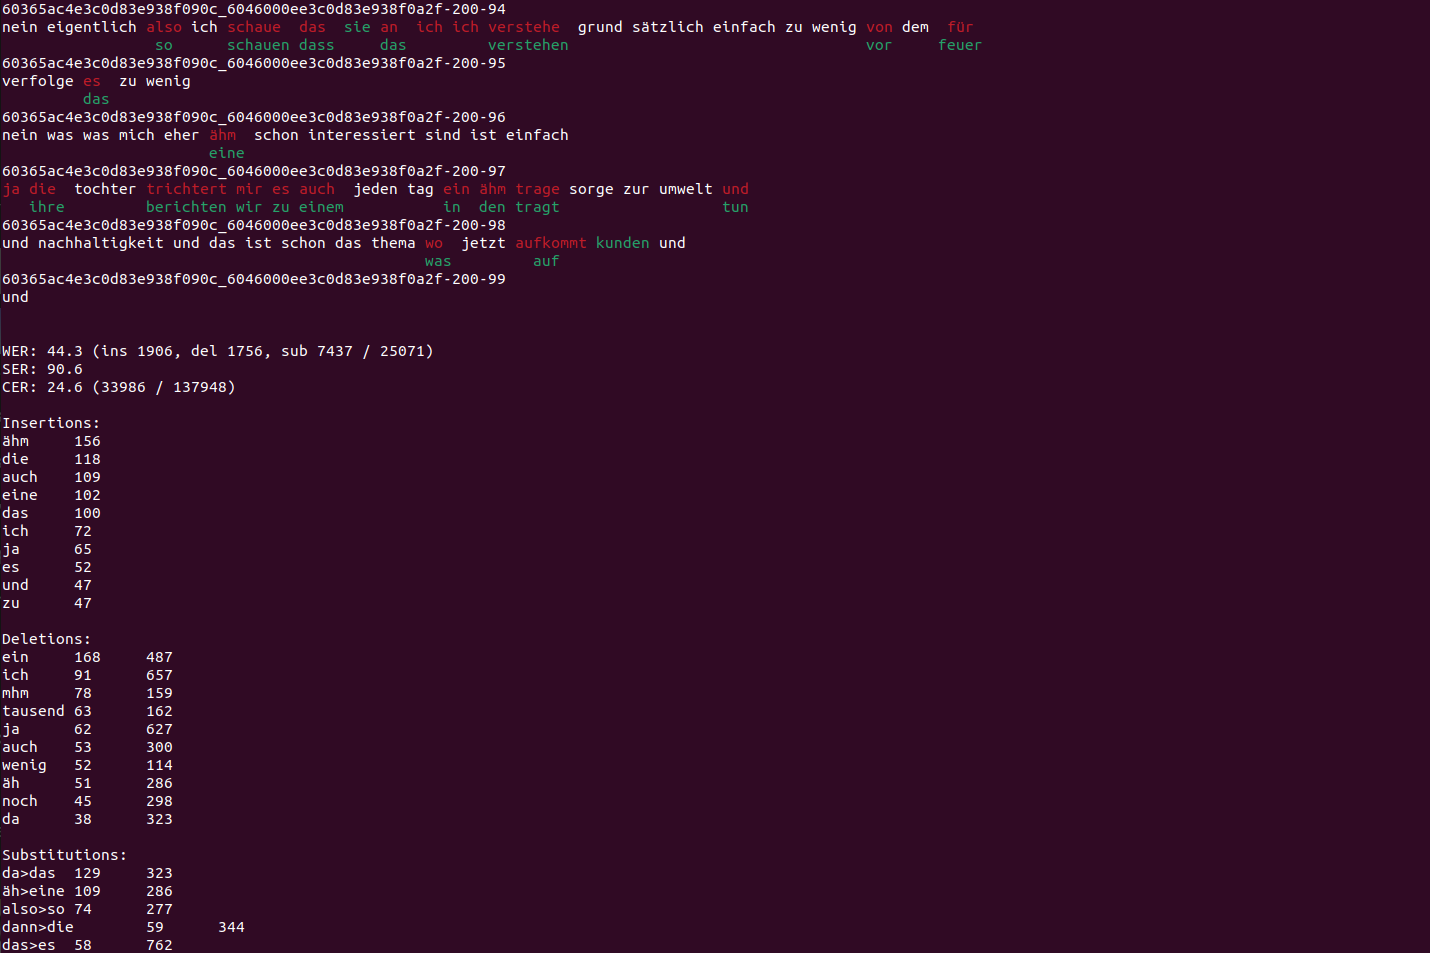 60365ac4e3c0d83e938f090c_6046000ee3c0d83e938f0a2f-200-94
nein eigentlich also ich schaue das sie an ich ich verstehe grund sätzlich einfach zu wenig von dem für
so schauen dass das verstehen vor feuer
60365ac4e3c0d83e938f090c_6046000ee3c0d83e938f0a2f-200-95
verfolge es zu wenig
das
60365ac4e3c0d83e938f090c_6046000ee3c0d83e938f0a2f-200-96
nein was was mich eher ähm schon interessiert sind ist einfach
eine
60365ac4e3c0d83e938f090c_6046000ee3c0d83e938f0a2f-200-97
ja die tochter trichtert mir es auch jeden tag ein ähm trage sorge zur umwelt und
ihre berichten wir zu einem in den tragt tun
60365ac4e3c0d83e938f090c_6046000ee3c0d83e938f0a2f-200-98
und nachhaltigkeit und das ist schon das thema wo jetzt aufkommt kunden und
was auf
60365ac4e3c0d83e938f090c_6046000ee3c0d83e938f0a2f-200-99
und
WER: 44.3 (ins 1906, del 1756, sub 7437 / 25071)
SER: 90.6
CER: 24.6 (33986 / 137948)
Insertions:
ähm 156
die 118
auch 109
eine 102
das 100
ich 72
ja 65
es 52
und 47
zu 47
Deletions:
ein 168 487
ich 91 657
mhm 78 159
tausend 63 162
ja 62 627
auch 53 300
wenig 52 114
äh 51 286
noch 45 298
da 38 323
Substitutions:
da>das 129 323
äh>eine 109 286
also>so 74 277
dann>die 59 344
das>es 58 762